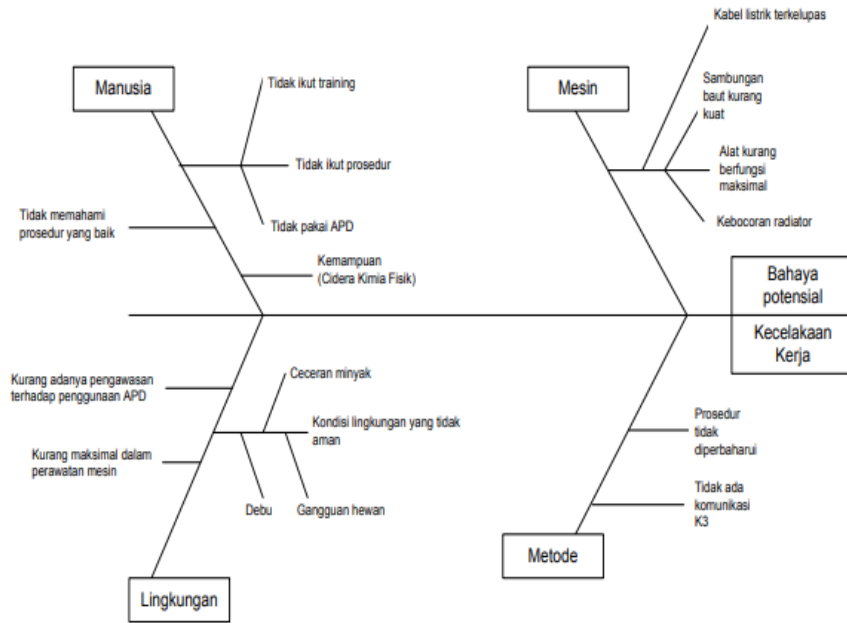 Kabel listrik terkelupas
Manusia
Tidak ikut training
Mesin
Sambungan
baut kurang
kuat
Tidak ikut prosedur
Alat kurang
berfungsi
maksimal
Tidak memahami
prosedur yang baik
Tidak pakai APD
Kebocoran radiator
Kemampuan
(Cidera Kimia Fisik)
Bahaya
potensial
Kecelakaan
Kerja
Kurang adanya pengawasan
terhadap penggunaan APD
Ceceran minyak
Kondisi lingkungan yang tidak
aman
Kurang maksimal dalam
perawatan mesin
Debu
Gangguan hewan
Prosedur
tidak
diperbaharui
Tidak ada
komunikasi
K3
Metode
Lingkungan